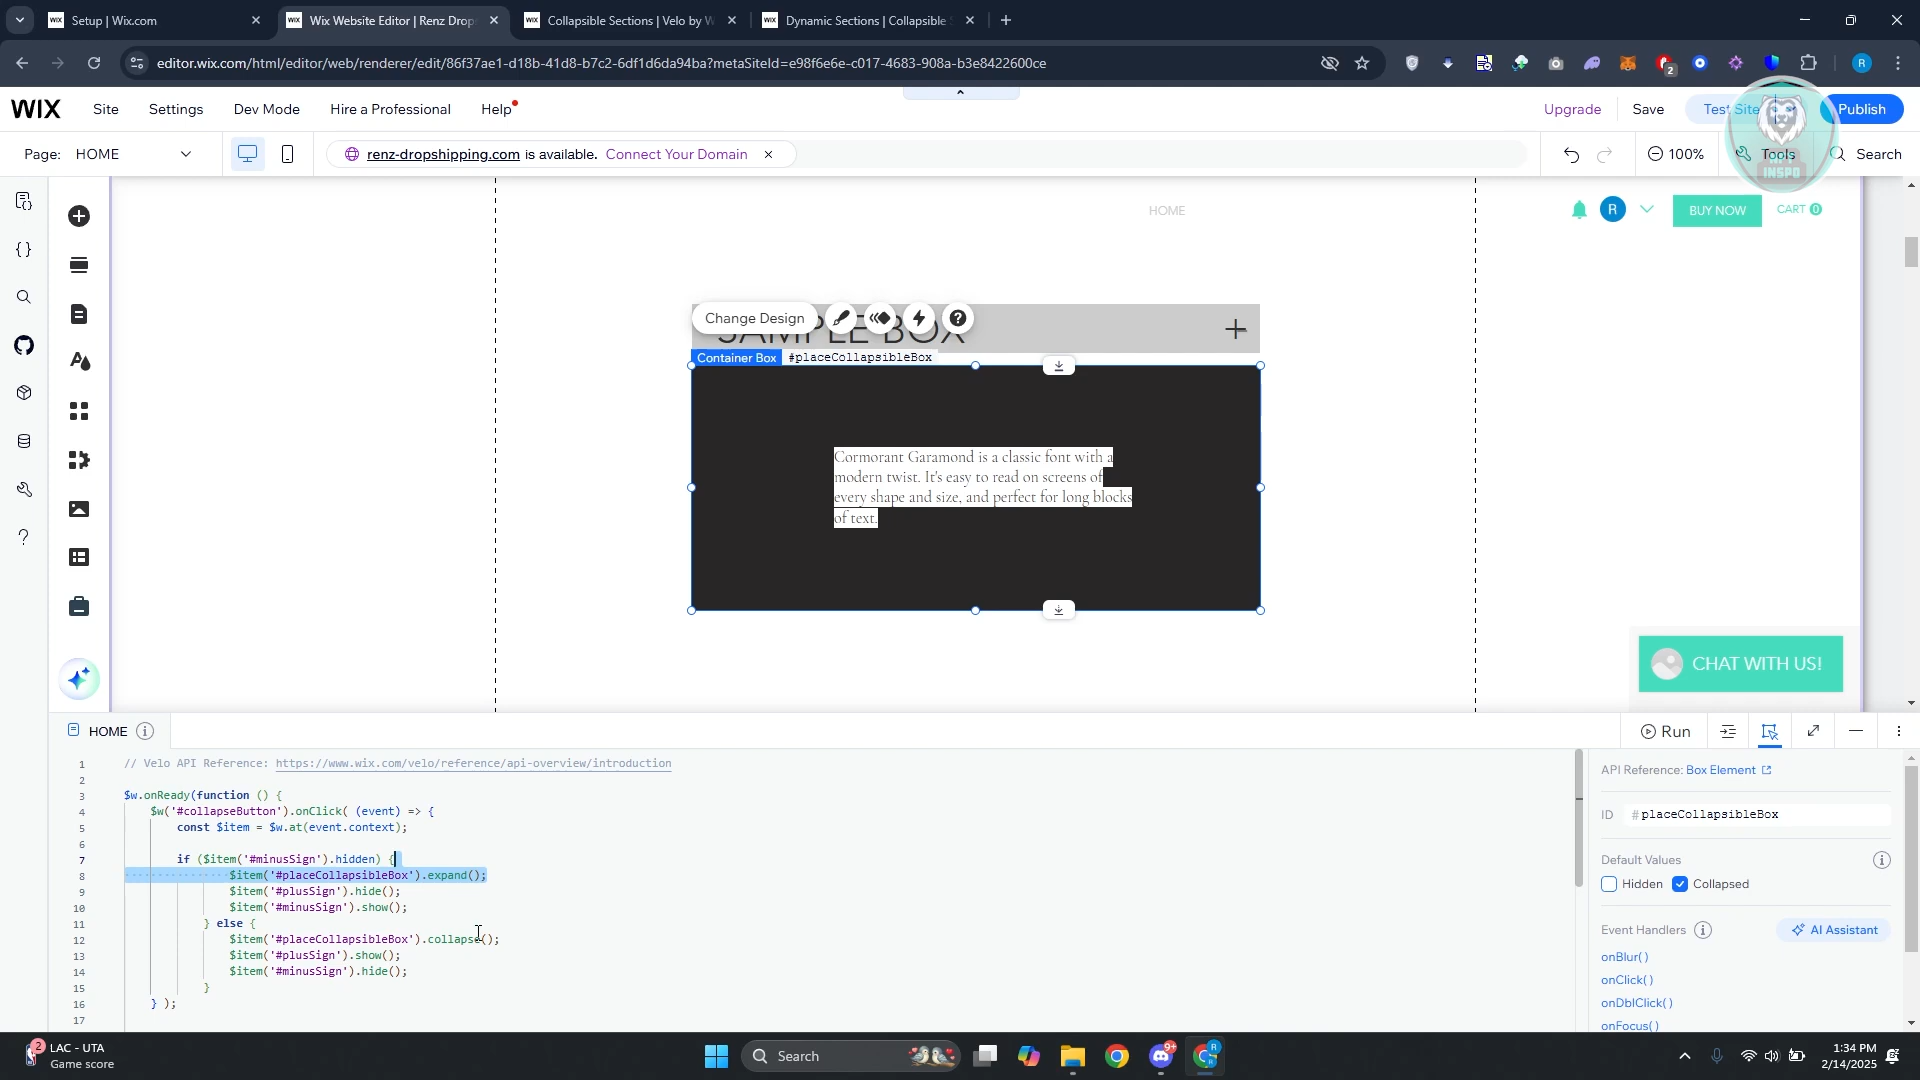 Setup | Wix.com
Wix Website Editor | Renz Drop
Collapsible Sections | Velo by W
Dynamic Sections | Collapsible S
editor.wix.com/html/editor/web/renderer/edit/86f37ae1-d18b-41d8-b7c2-6df1d6da94ba?metaSiteId=e98f6e6e-c017-4683-908a-b3e8422600ce
2
R
WIX
Site
Settings
Dev Mode
Hire a Professional
Help
Upgrade
Save
Test Site
Publish
Page: HOME
renz-dropshipping.com is available. Connect Your Domain
100%
Tools
Search
INSPO
HOME
R
BUY NOW
CART 0
Change Design
SAMPLE BOX
Container Box #placeCollapsibleBox
Cormorant Garamond is a classic font with a
modern twist. It's easy to read on screens of
every shape and size, and perfect for long blocks
of text.
CHAT WITH US!
HOME
Run
1 // Velo API Reference: https://www.wix.com/velo/reference/api-overview/introduction
2
3 $w.onReady(function () {
4 $w('#collapseButton').onClick( (event) => {
5 const $item = $w.at(event.context);
6
7 if ($item('#minusSign').hidden) {
8 $item('#placeCollapsibleBox').expand();
9 $item('#plusSign').hide();
10 $item('#minusSign').show();
11 } else {
12 $item('#placeCollapsibleBox').collapse();
13 $item('#plusSign').show();
14 $item('#minusSign').hide();
15 }
16 } );
17
API Reference: Box Element
ID # placeCollapsibleBox
Default Values
Hidden Collapsed
Event Handlers
AI Assistant
onBlur( )
onClick( )
onDblClick( )
onFocus( )
2
LAC - UTA
Game score
Search
9+
R
1:34 PM
2/14/2025